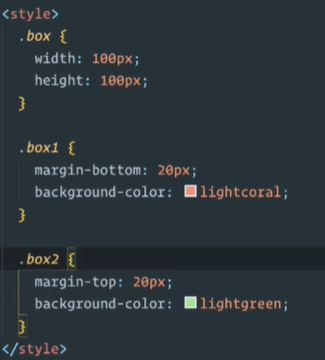 <style>
.box {
width: 100px;
height: 100px;
}
.box1 {
margin-bottom: 20px;
background-color: lightcoral;
}
.box2 {
margin-top: 20px;
background-color: lightgreen;
}
</style>